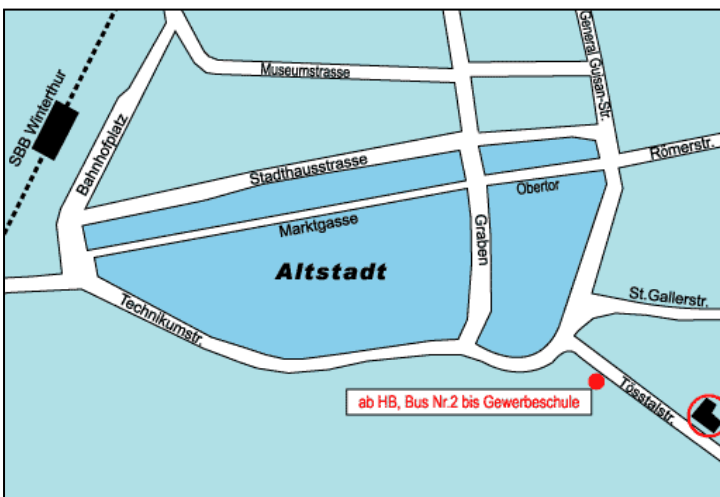 General Guisan-Str.
Museumstrasse
SBB Winterthur
Bahnhofplatz
Stadthausstrasse
Römerstr.
Obertor
Marktgasse
Graben
Altstadt
St.Gallerstr.
Technikumstr.
Tösstalstr.
ab HB, Bus Nr.2 bis Gewerbeschule